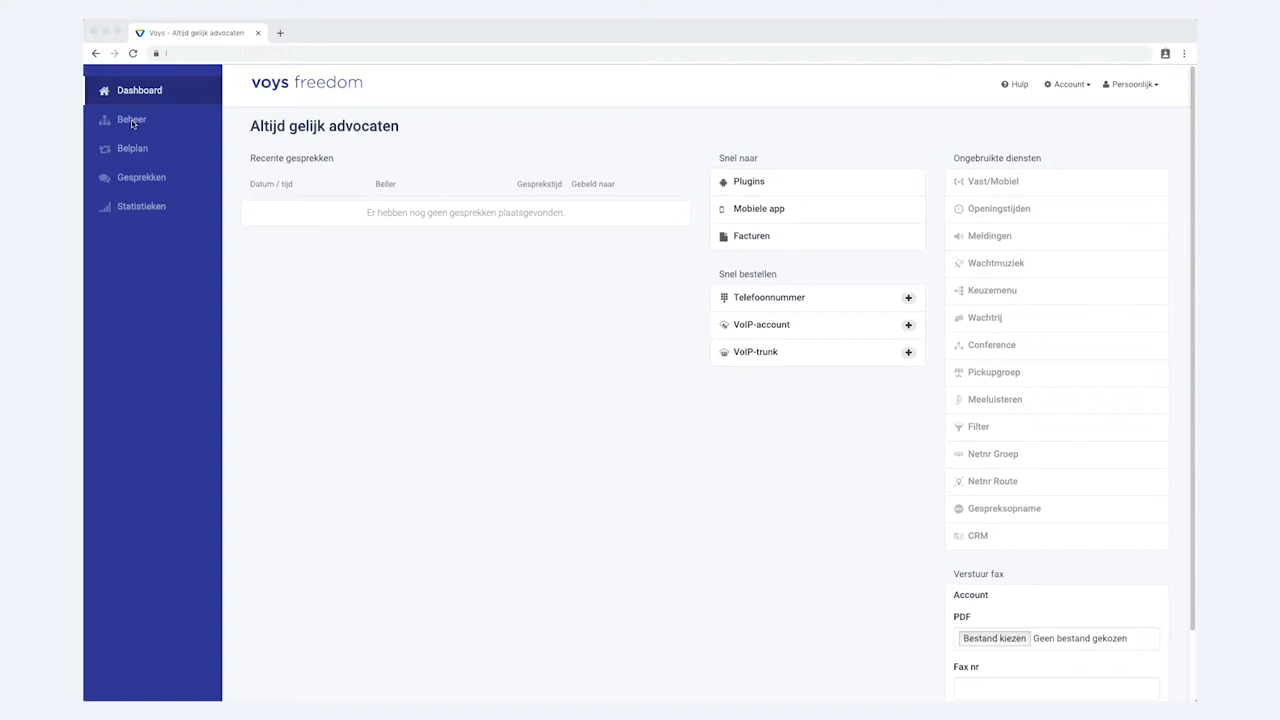 Voys - Altijd gelijk advocaten
Dashboard
Beheer
Belplan
Gesprekken
Statistieken
voys freedom
Hulp
Account
Persoonlijk
Altijd gelijk advocaten
Recente gesprekken
Datum / tijd Beller Gesprekstijd Gebeld naar
Er hebben nog geen gesprekken plaatsgevonden.
Snel naar
Plugins
Mobiele app
Facturen
Snel bestellen
Telefoonnummer
VoIP-account
VoIP-trunk
Ongebruikte diensten
Vast/Mobiel
Openingstijden
Meldingen
Wachtmuziek
Keuzemenu
Wachtrij
Conference
Pickupgroep
Meeluisteren
Filter
Netnr Groep
Netnr Route
Gespreksopname
CRM
Verstuur fax
Account
PDF
Bestand kiezen Geen bestand gekozen
Fax nr